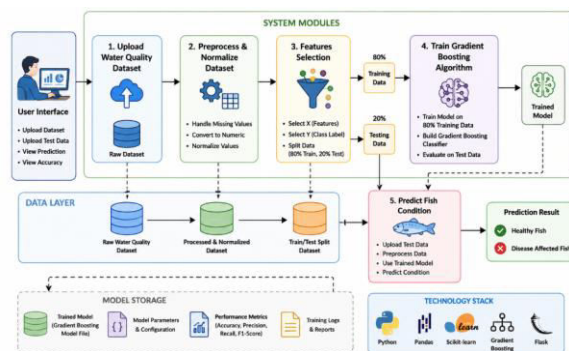 SYSTEM MODULES
User Interface
• Upload Dataset
• Upload Test Data
• View Prediction
• View Accuracy
1. Upload
Water Quality
Dataset
Raw Dataset
2. Preprocess &
Normalize
Dataset
• Handle Missing Values
• Convert to Numeric
• Normalize Values
3. Features
Selection
• Select X (Features)
• Select Y (Class Label)
• Split Data
(80% Train, 20% Test)
80%
Training
Data
20%
Testing
Data
4. Train Gradient
Boosting
Algorithm
• Train Model on
80% Training Data
• Build Gradient Boosting
Classifier
• Evaluate on Test Data
Trained
Model
DATA LAYER
Raw Water Quality
Dataset
Processed & Normalized
Dataset
Train/Test Split
Dataset
5. Predict Fish
Condition
• Upload Test Data
• Preprocess Data
• Use Trained Model
• Predict Condition
Prediction Result
Healthy Fish
Disease Affected Fish
MODEL STORAGE
Trained Model
(Gradient Boosting
Model File)
Model Parameters
& Configuration
Performance Metrics
(Accuracy, Precision,
Recall, F1-Score)
Training Logs
& Reports
TECHNOLOGY STACK
Python
Pandas
learn
Scikit-learn
Gradient
Boosting
Flask